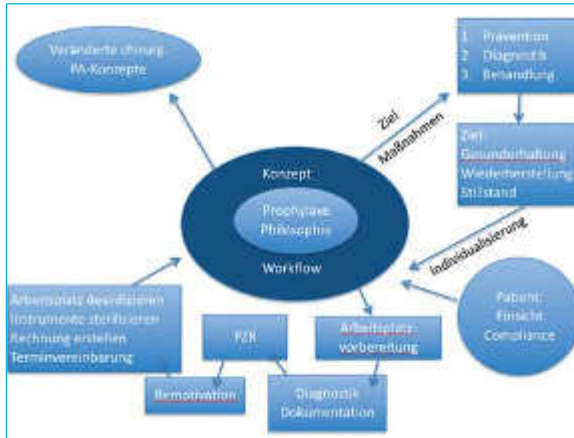 Veränderte chirurg.
PA-Konzepte
1 Prävention
2 Diagnostik
3 Behandlung
Ziel
Maßnahmen
Ziel:
Gesunderhaltung
Wiederherstellung
Stillstand
Konzept
Prophylaxe
Philosophie
Workflow
Individualisierung
Patient:
Einsicht
Compliance
Arbeitsplatz desinfizieren
Instrumente sterilisieren
Rechnung erstellen
Terminvereinbarung
PZR
Arbeitsplatz-
vorbereitung
Remotivation
Diagnostik
Dokumentation